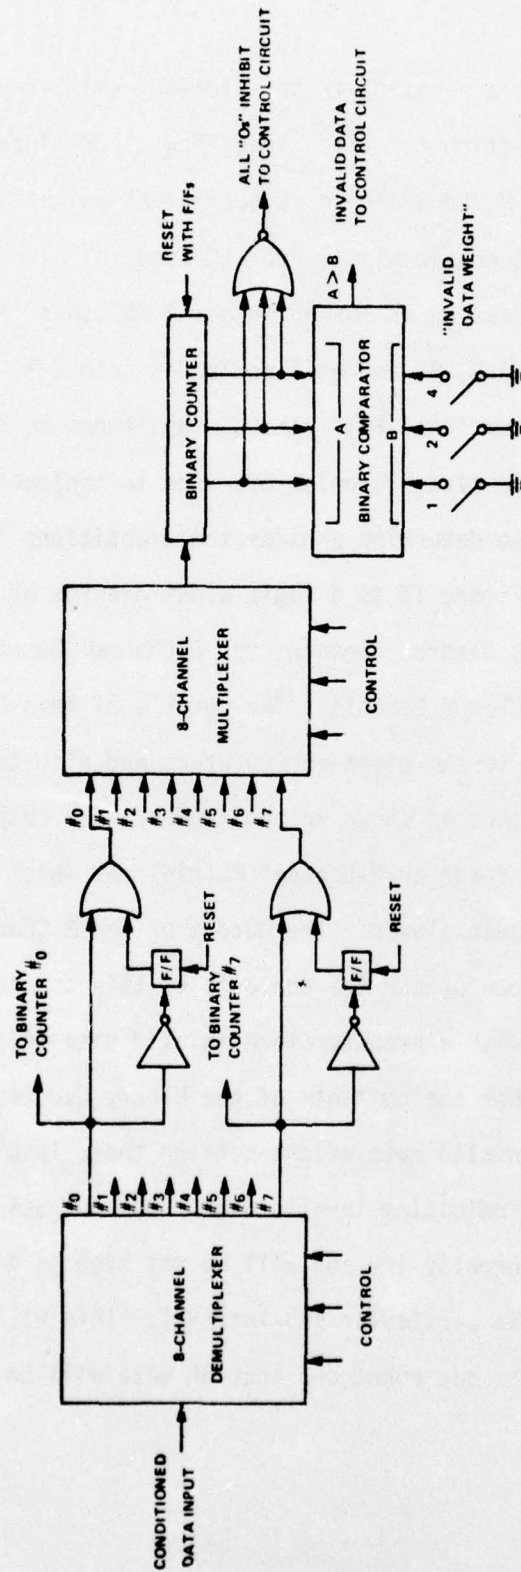 CONDITIONED
DATA INPUT
8-CHANNEL
DEMULTIPLEXER
CONTROL
#0
#1
#2
#3
#4
#5
#6
#7
TO BINARY
COUNTER #0
F/F
RESET
TO BINARY
COUNTER #7
F/F
RESET
#0
#1
#2
#3
#4
#5
#6
#7
8-CHANNEL
MULTIPLEXER
CONTROL
BINARY COUNTER
RESET
WITH F/Fs
ALL "Os" INHIBIT
TO CONTROL CIRCUIT
A
BINARY COMPARATOR
B
A > B
INVALID DATA
TO CONTROL CIRCUIT
1
2
4
"INVALID
DATA WEIGHT"